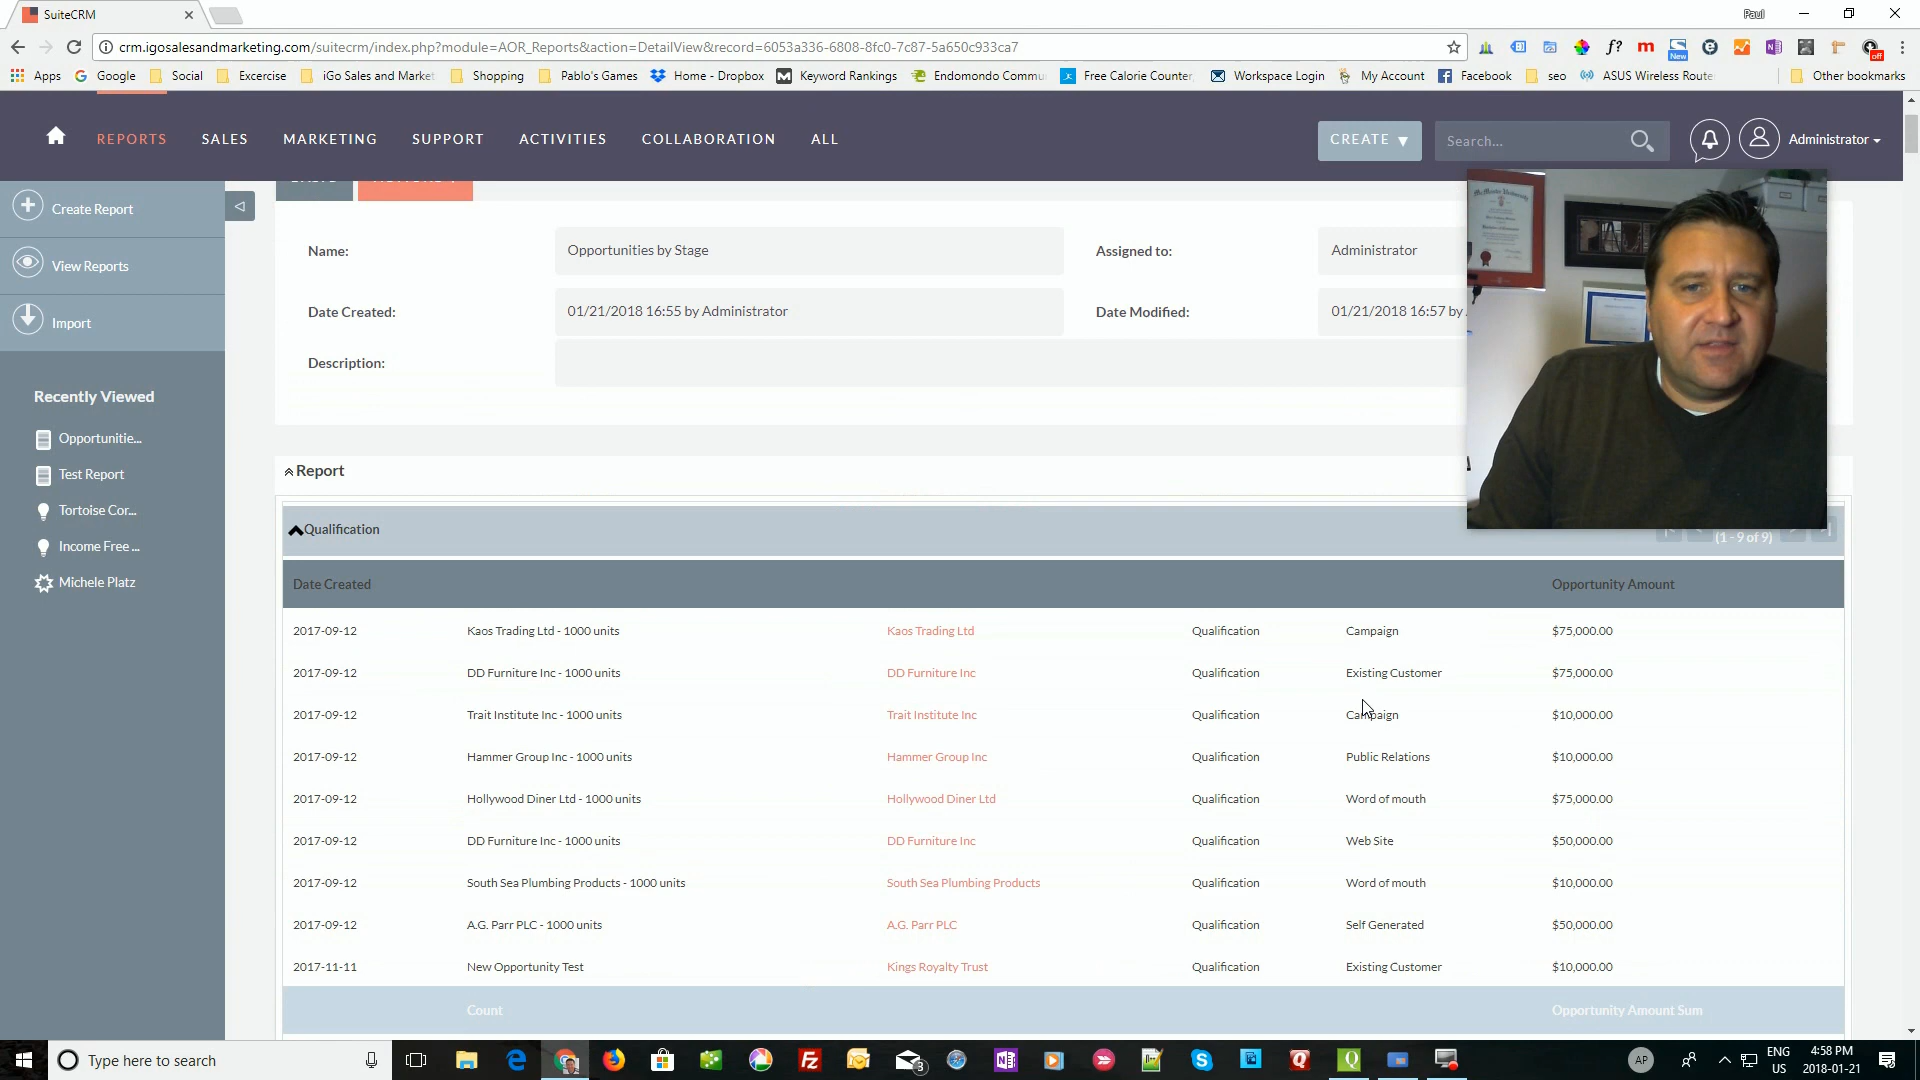 SuiteCRM
Paul
crm.igosalesandmarketing.com/suitecrm/index.php?module=AOR_Reports&action=DetailView&record=6053a336-6808-8fc0-7c87-5a650c933ca7
New
off
Apps Google Social Excercise iGo Sales and Market Shopping Pablo's Games Home - Dropbox Keyword Rankings Endomondo Commu Free Calorie Counter Workspace Login My Account Facebook seo ASUS Wireless Route Other bookmarks
REPORTS SALES MARKETING SUPPORT ACTIVITIES COLLABORATION ALL CREATE Search... Administrator
Create Report
View Reports
Import
Recently Viewed
Opportunitie...
Test Report
Tortoise Cor...
Income Free ...
Michele Platz
Name: Opportunities by Stage Assigned to: Administrator
Date Created: 01/21/2018 16:55 by Administrator Date Modified: 01/21/2018 16:57 by
Description:
Report
Qualification (1 - 9 of 9)
Date Created Opportunity Amount
2017-09-12 Kaos Trading Ltd - 1000 units Kaos Trading Ltd Qualification Campaign $75,000.00
2017-09-12 DD Furniture Inc - 1000 units DD Furniture Inc Qualification Existing Customer $75,000.00
2017-09-12 Trait Institute Inc - 1000 units Trait Institute Inc Qualification Campaign $10,000.00
2017-09-12 Hammer Group Inc - 1000 units Hammer Group Inc Qualification Public Relations $10,000.00
2017-09-12 Hollywood Diner Ltd - 1000 units Hollywood Diner Ltd Qualification Word of mouth $75,000.00
2017-09-12 DD Furniture Inc - 1000 units DD Furniture Inc Qualification Web Site $50,000.00
2017-09-12 South Sea Plumbing Products - 1000 units South Sea Plumbing Products Qualification Word of mouth $10,000.00
2017-09-12 A.G. Parr PLC - 1000 units A.G. Parr PLC Qualification Self Generated $50,000.00
2017-11-11 New Opportunity Test Kings Royalty Trust Qualification Existing Customer $10,000.00
Count Opportunity Amount Sum
Type here to search
3
AP
ENG
US
4:58 PM
2018-01-21